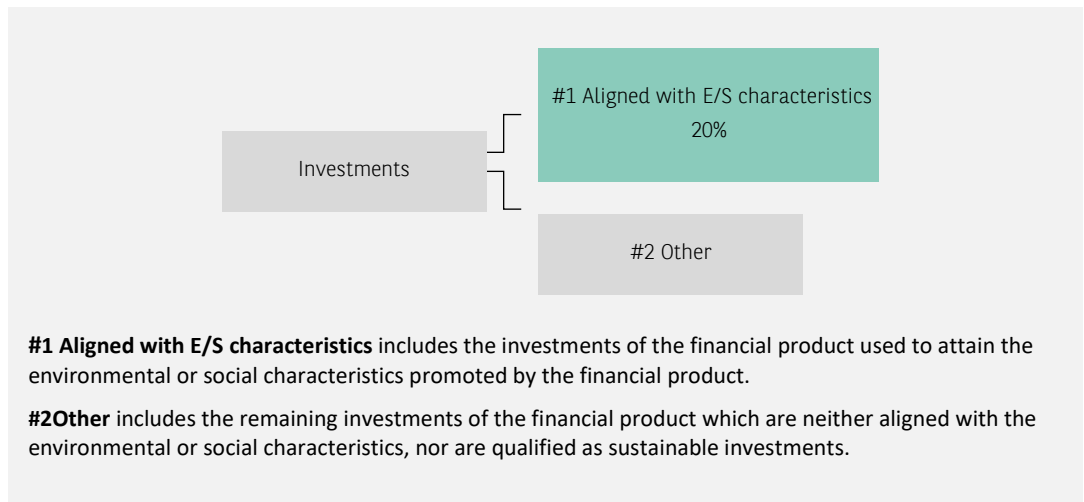 #1 Aligned with E/S characteristics
20%
Investments
#2 Other
#1 Aligned with E/S characteristics includes the investments of the financial product used to attain the
environmental or social characteristics promoted by the financial product.
#2Other includes the remaining investments of the financial product which are neither aligned with the
environmental or social characteristics, nor are qualified as sustainable investments.